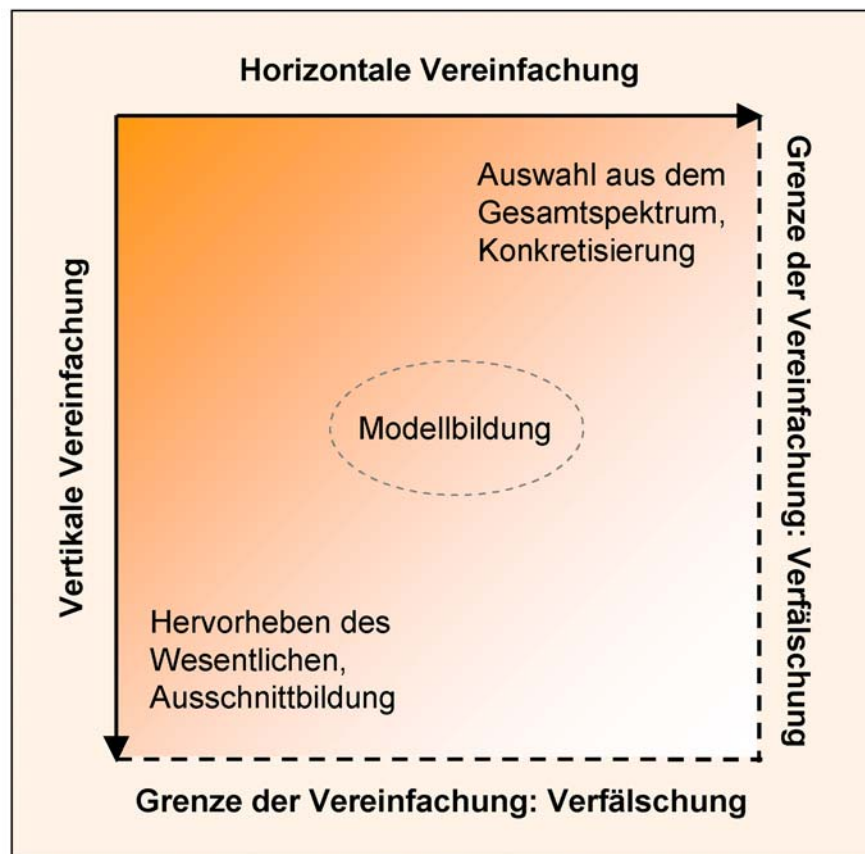 Horizontale Vereinfachung
Vertikale Vereinfachung
Auswahl aus dem
Gesamtspektrum,
Konkretisierung
Modellbildung
Hervorheben des
Wesentlichen,
Ausschnittbildung
Grenze der Vereinfachung: Verfälschung
Grenze der Vereinfachung: Verfälschung